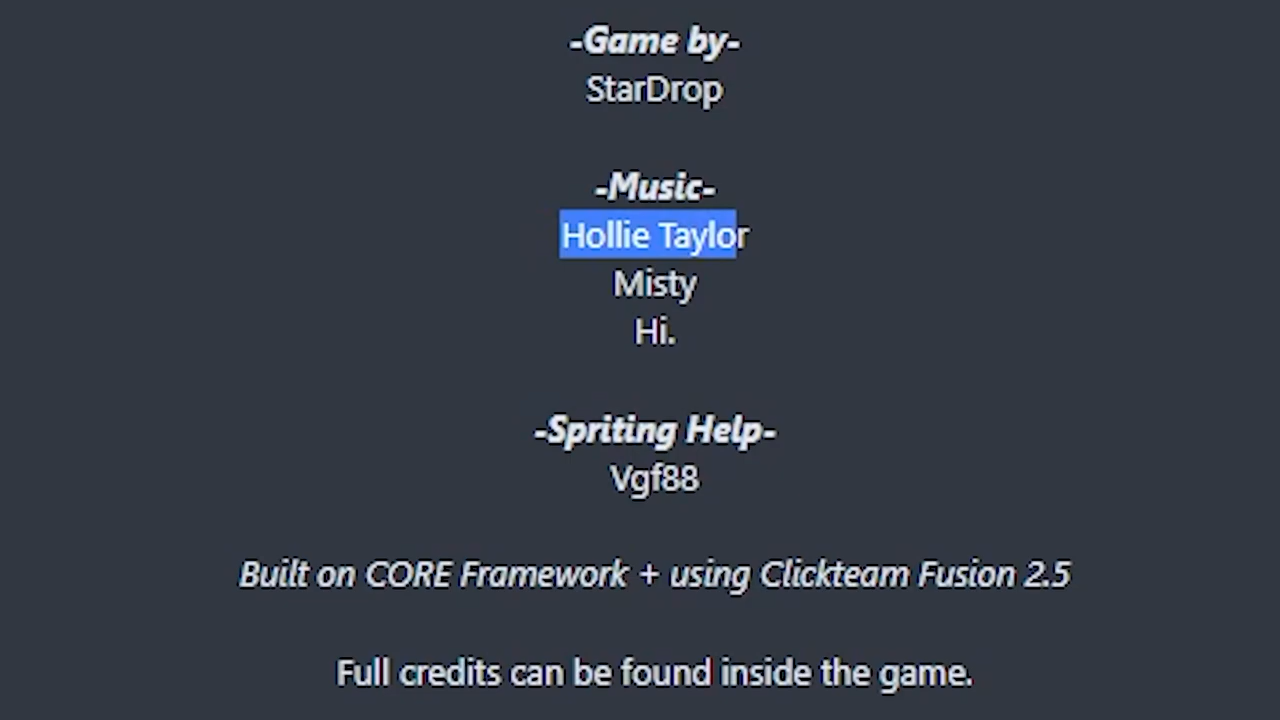 -Game by-
StarDrop
-Music-
Hollie Taylor
Misty
Hi.
-Spriting Help-
Vgf88
Built on CORE Framework + using Clickteam Fusion 2.5
Full credits can be found inside the game.